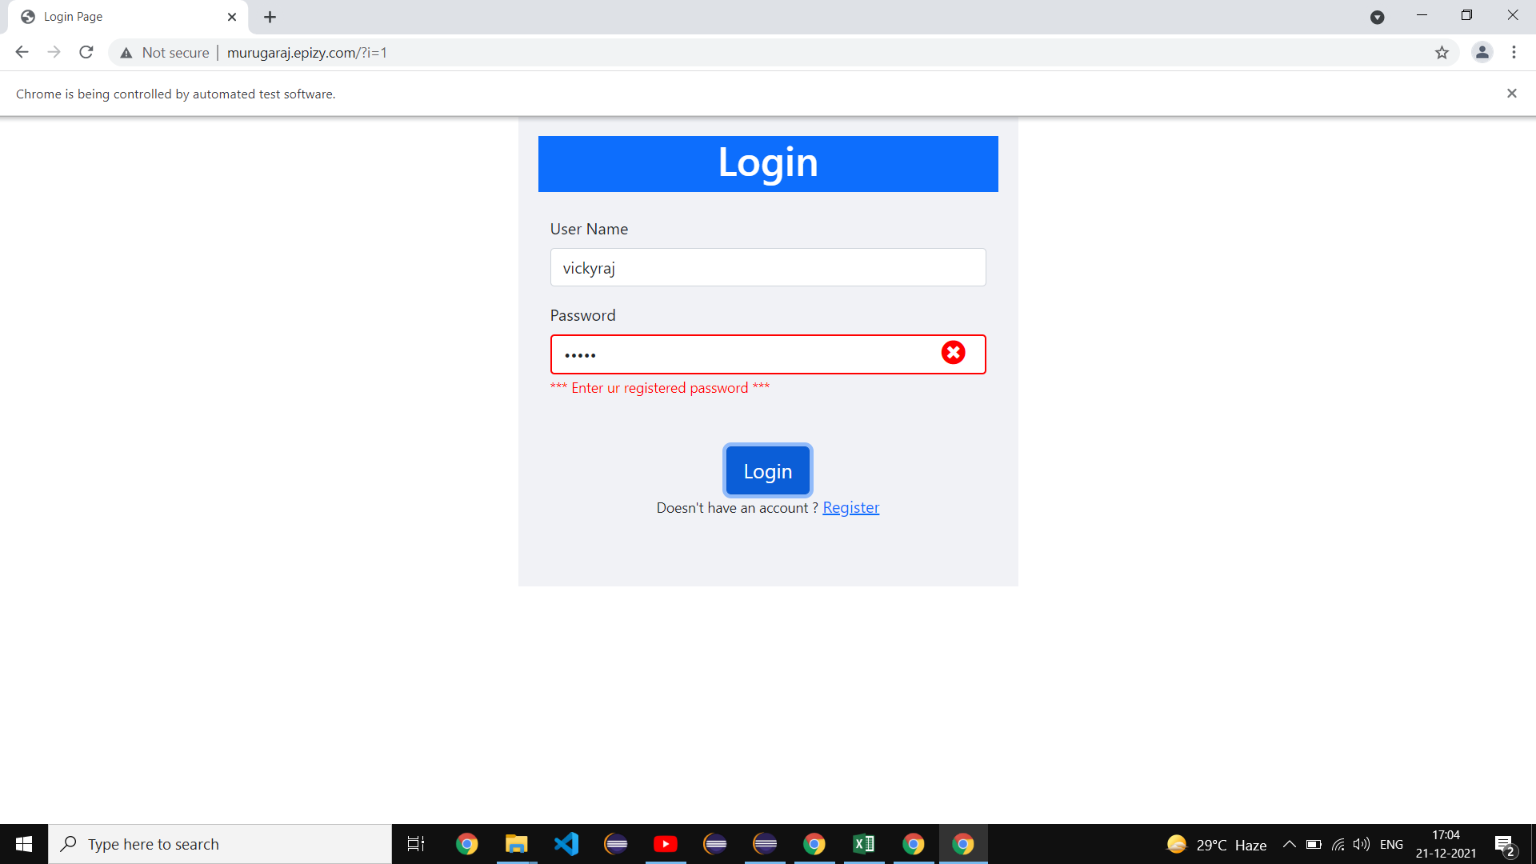 Login Page
Not secure | murugaraj.epizy.com/?i=1
Chrome is being controlled by automated test software.
Login
User Name
vickyraj
Password
•••••
*** Enter ur registered password ***
Login
Doesn't have an account ? Register
Type here to search
29°C Haze
ENG
17:04
21-12-2021
2